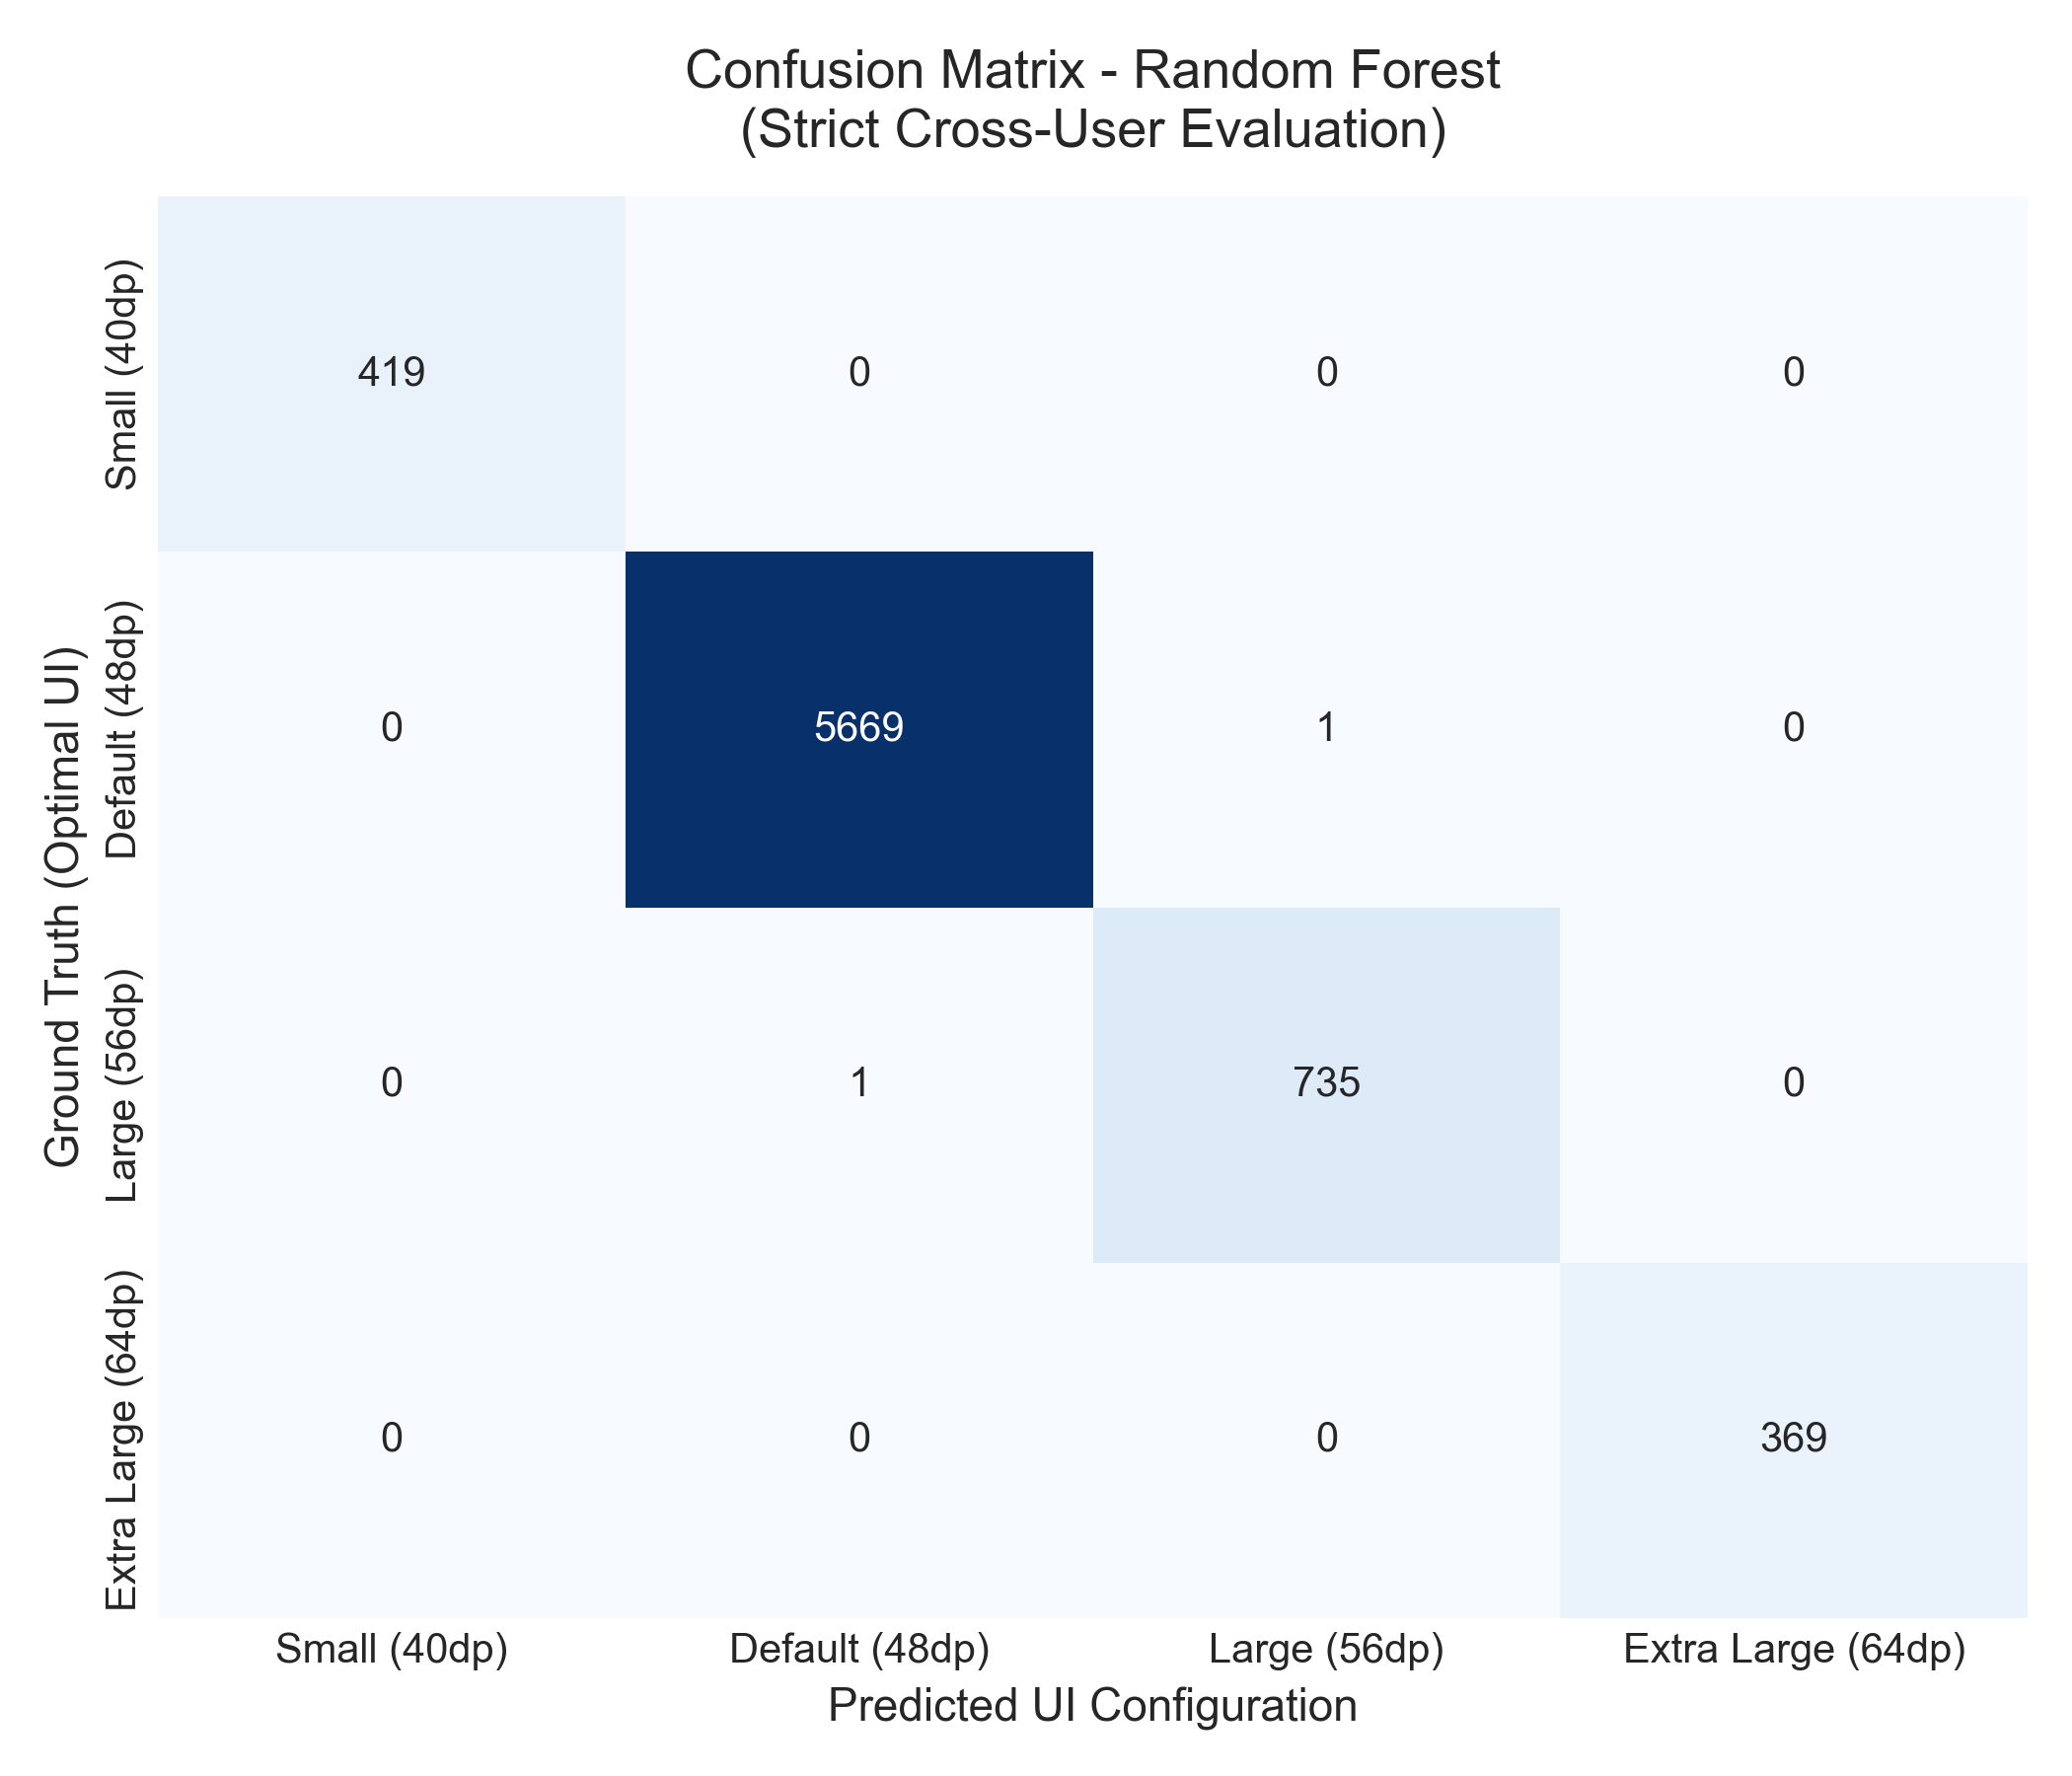 Confusion Matrix - Random Forest
(Strict Cross-User Evaluation)
Ground Truth (Optimal UI)
Small (40dp)
419 0 0 0
Default (48dp)
0 5669 1 0
Large (56dp)
0 1 735 0
Extra Large (64dp)
0 0 0 369
Small (40dp) Default (48dp) Large (56dp) Extra Large (64dp)
Predicted UI Configuration